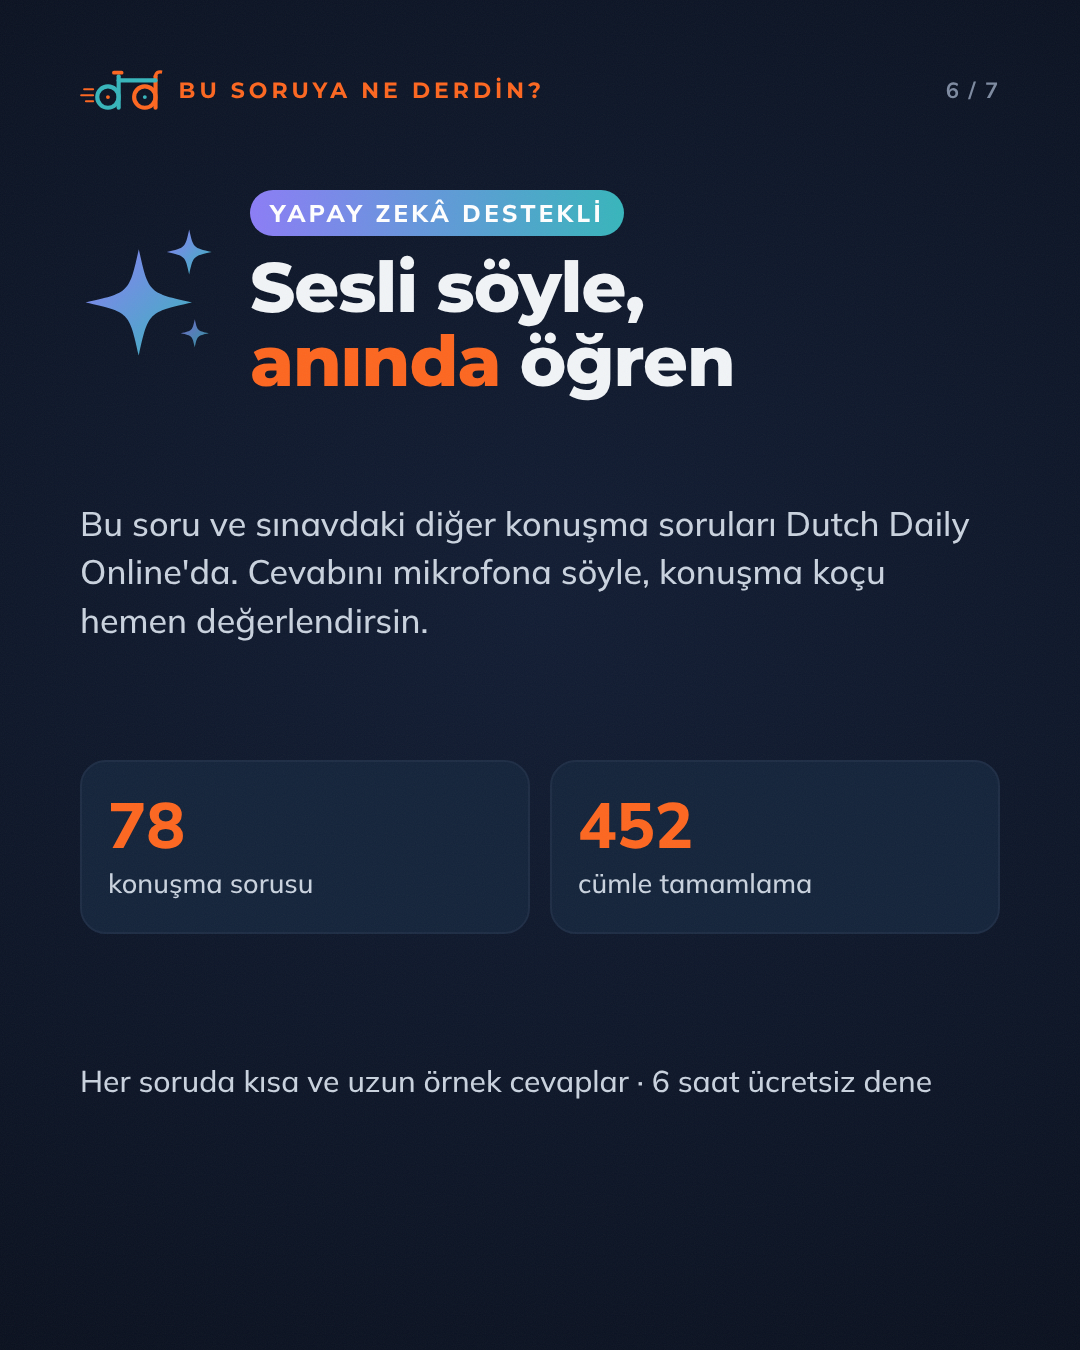 BU SORUYA NE DERDİN?
6 / 7
YAPAY ZEKÂ DESTEKLİ
Sesli söyle,
anında öğren
Bu soru ve sınavdaki diğer konuşma soruları Dutch Daily
Online'da. Cevabını mikrofona söyle, konuşma koçu
hemen değerlendirsin.
78
konuşma sorusu
452
cümle tamamlama
Her soruda kısa ve uzun örnek cevaplar · 6 saat ücretsiz dene